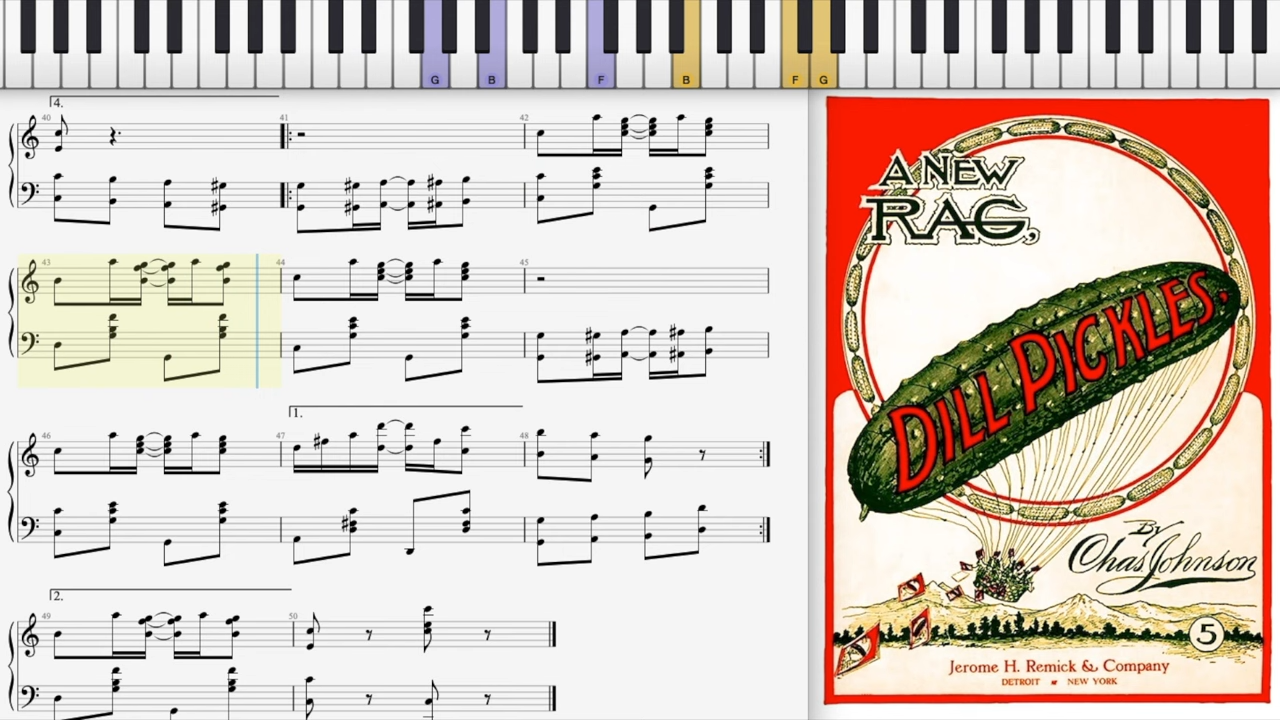 G B F B F G
4.
40 41 42
43 44 45
1.
46 47 48
2.
49 50
A NEW
RAG,
DILL PICKLES.
BY
Chas Johnson
5
Jerome H. Remick & Company
DETROIT or NEW YORK